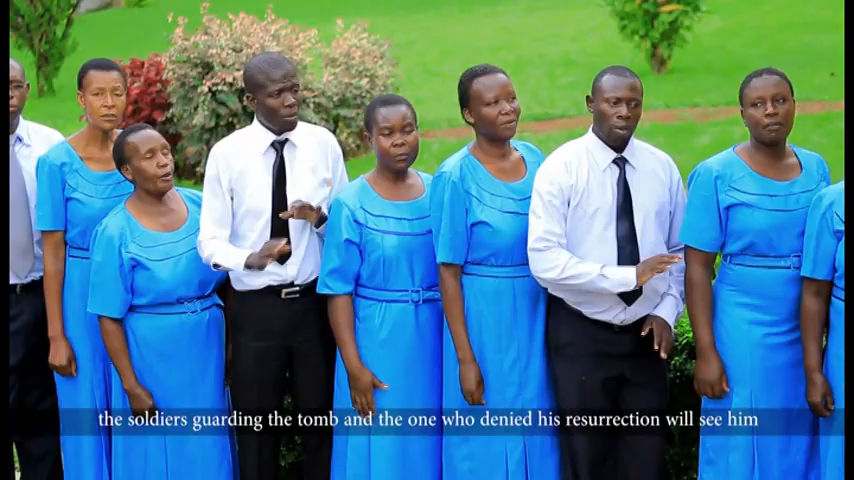 the soldiers guarding the tomb and the one who denied his resurrection will see him